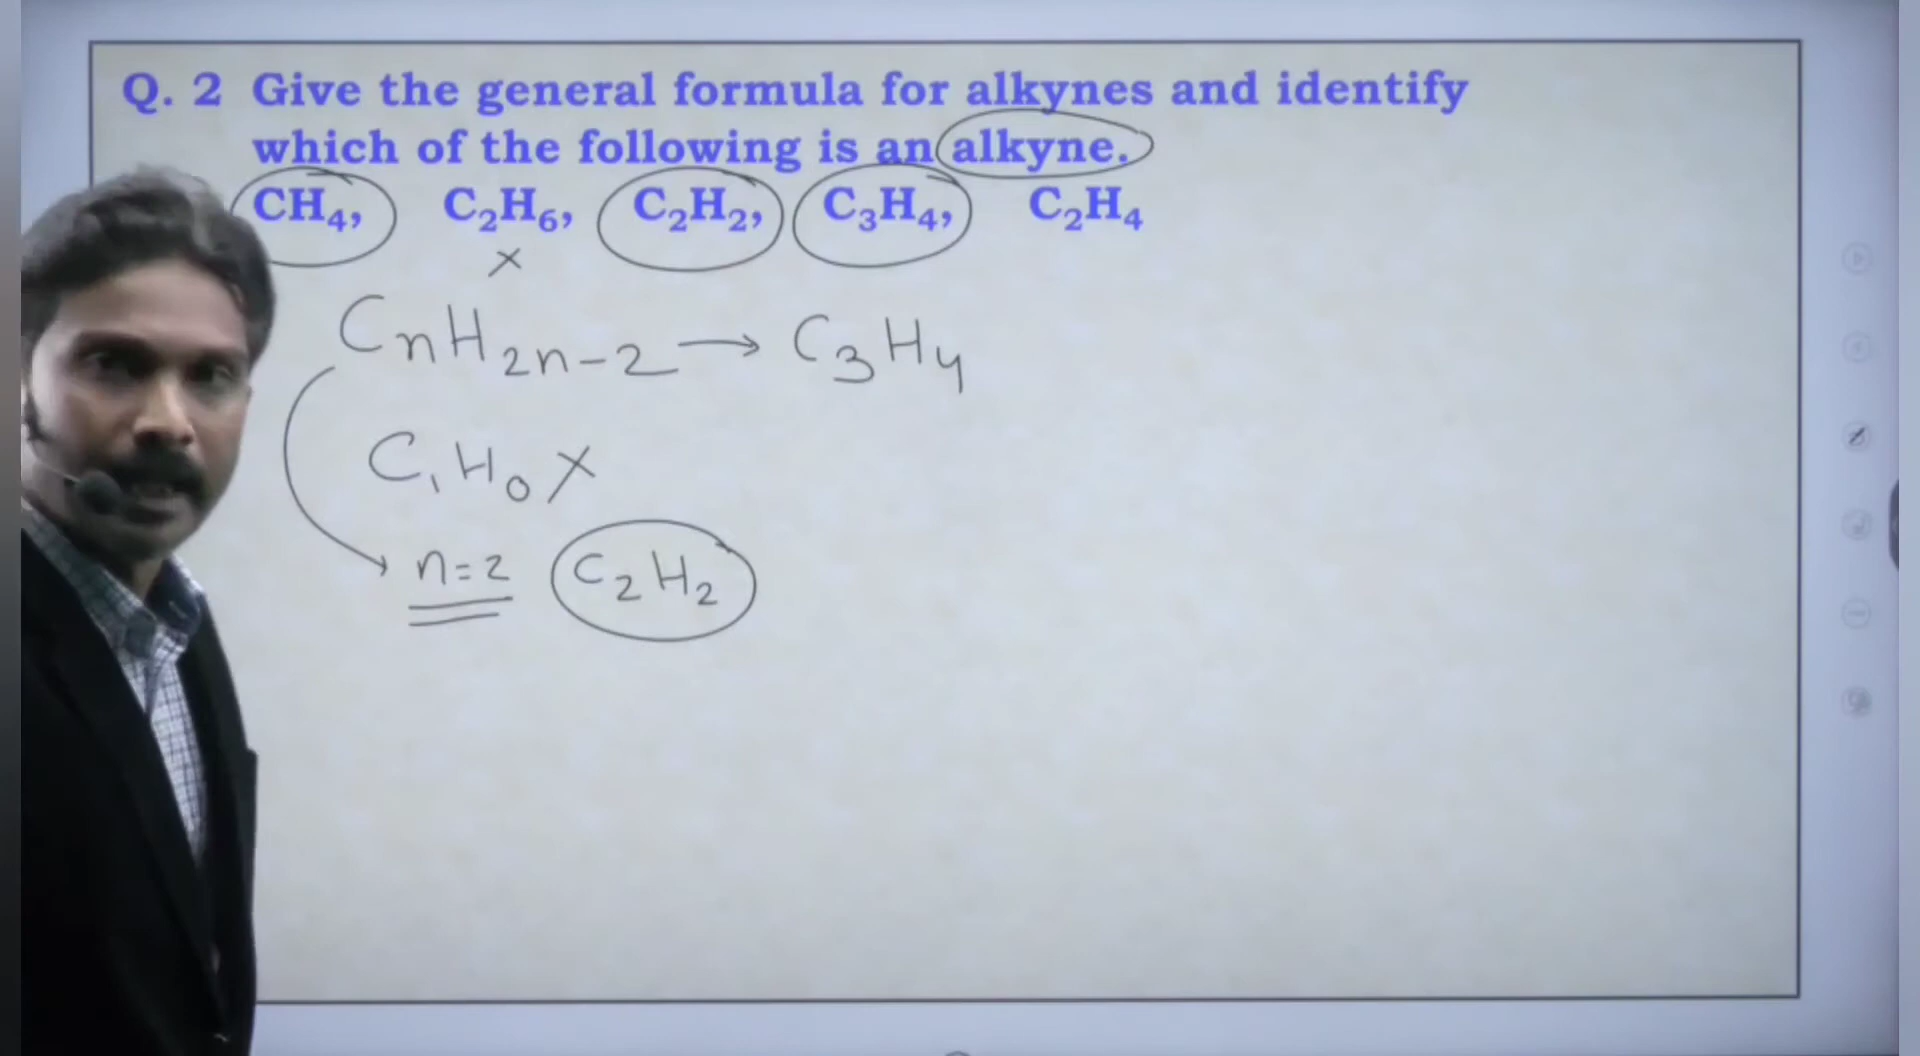 Q. 2 Give the general formula for alkynes and identify
which of the following is an alkyne.
CH₄, C₂H₆, C₂H₂, C₃H₄, C₂H₄
×
CnH₂n₋₂ → C₃H₄
C₁H₀ ×
n=2 C₂H₂